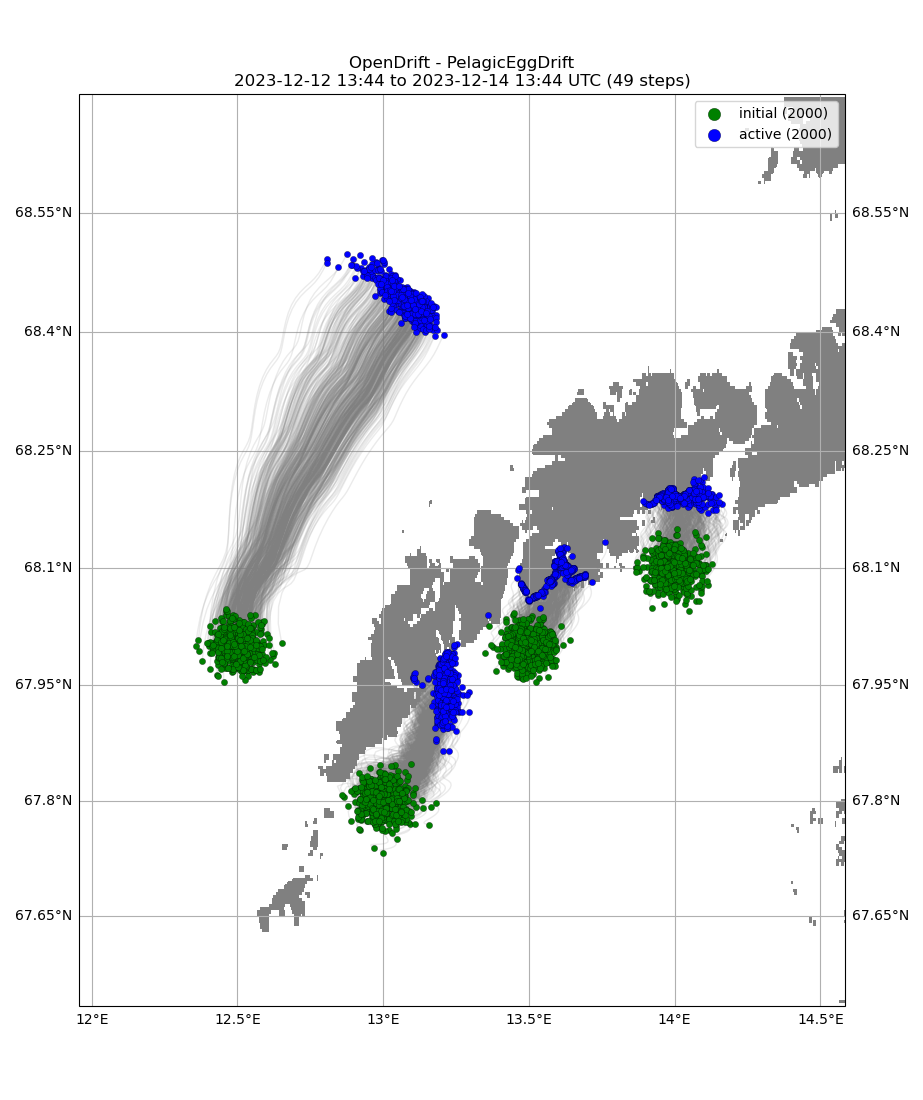 OpenDrift - PelagicEggDrift
2023-12-12 13:44 to 2023-12-14 13:44 UTC (49 steps)
initial (2000)
active (2000)
68.55°N 68.55°N
68.4°N 68.4°N
68.25°N 68.25°N
68.1°N 68.1°N
67.95°N 67.95°N
67.8°N 67.8°N
67.65°N 67.65°N
12°E 12.5°E 13°E 13.5°E 14°E 14.5°E